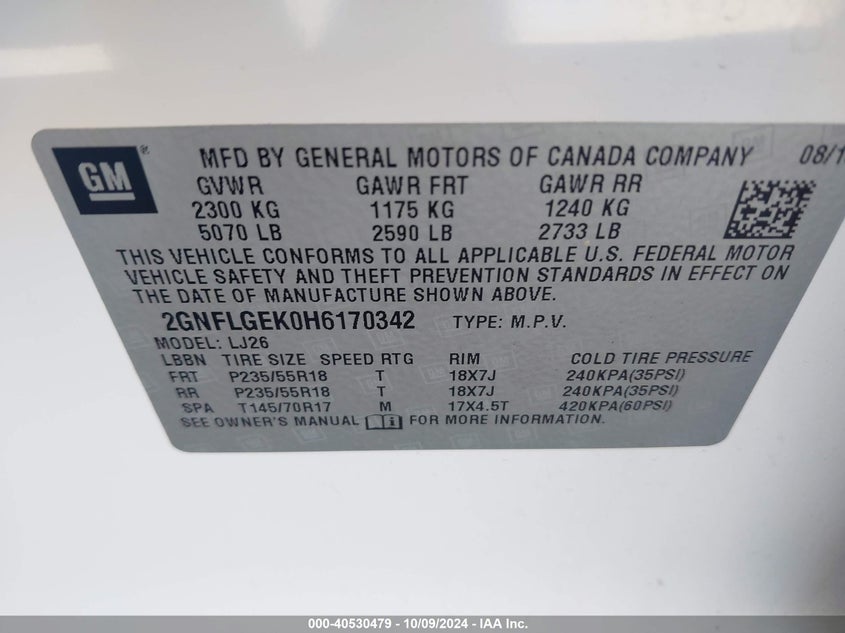 GM ® MFD BY GENERAL MOTORS OF CANADA COMPANY 08/1
GVWR GAWR FRT GAWR RR
2300 KG 1175 KG 1240 KG
5070 LB 2590 LB 2733 LB
THIS VEHICLE CONFORMS TO ALL APPLICABLE U.S. FEDERAL MOTOR
VEHICLE SAFETY AND THEFT PREVENTION STANDARDS IN EFFECT ON
THE DATE OF MANUFACTURE SHOWN ABOVE.
2GNFLGEK0H6170342 TYPE: M.P.V.
MODEL: LJ26
LBBN TIRE SIZE SPEED RTG RIM COLD TIRE PRESSURE
FRT P235/55R18 T 18X7J 240KPA(35PSI)
RR P235/55R18 T 18X7J 240KPA(35PSI)
SPA T145/70R17 M 17X4.5T 420KPA(60PSI)
SEE OWNER'S MANUAL FOR MORE INFORMATION.
000-40530479 - 10/09/2024 - IAA Inc.